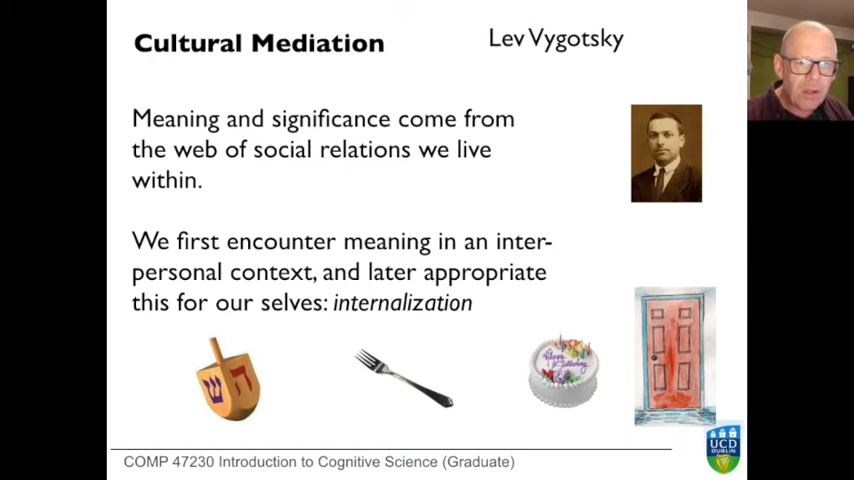 Cultural Mediation
Lev Vygotsky
Meaning and significance come from
the web of social relations we live
within.
We first encounter meaning in an inter-
personal context, and later appropriate
this for our selves: internalization
ש
ה
Happy
Birthday
UCD
DUBLIN
COMP 47230 Introduction to Cognitive Science (Graduate)